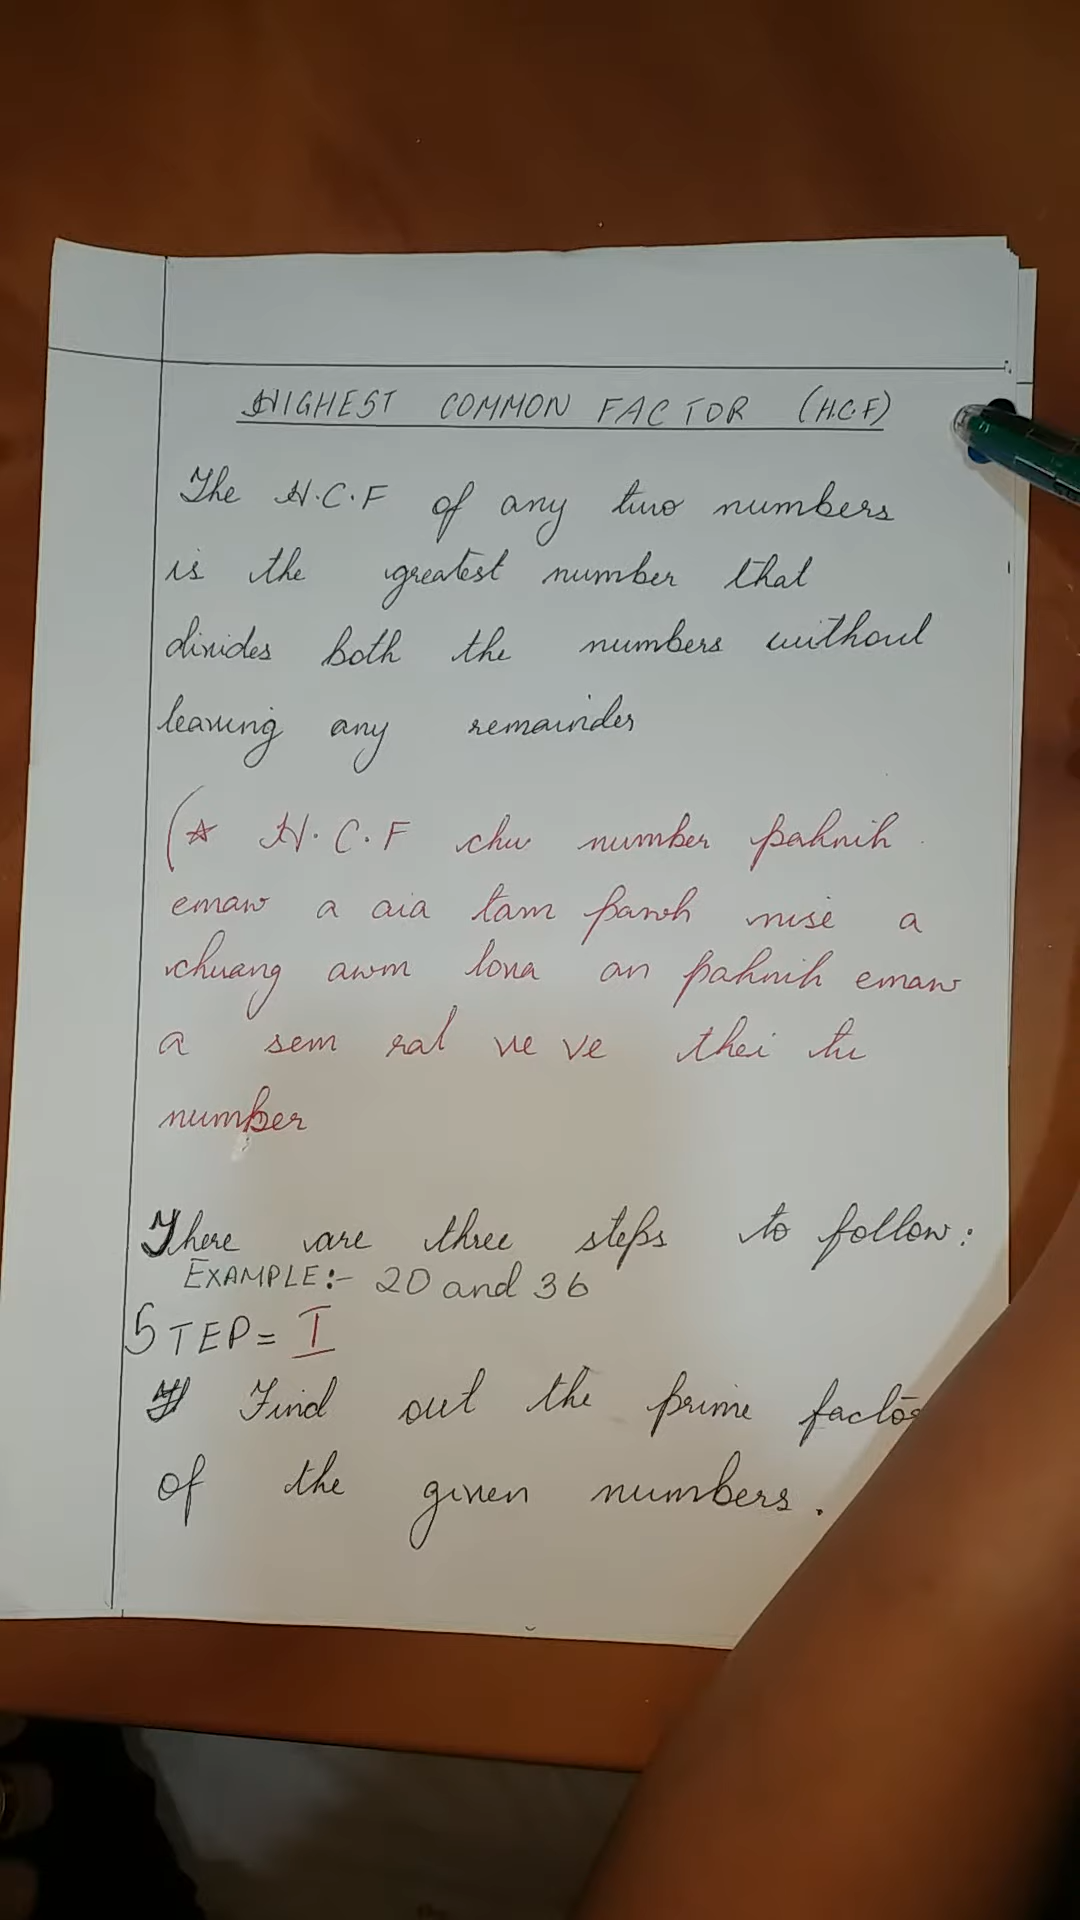 HIGHEST COMMON FACTOR (H.C.F)
The H.C.F of any two numbers
is the greatest number that
divides both the numbers without
leaving any remainder
(☆ H.C.F chu number pahnih
emaw a aia tam pawh nise a
chuang awm lova an pahnih emaw
a sem ral ve ve thei tu
number
There are three steps to follow:
EXAMPLE:- 20 and 36
STEP= I
Find out the prime factor
of the given numbers.